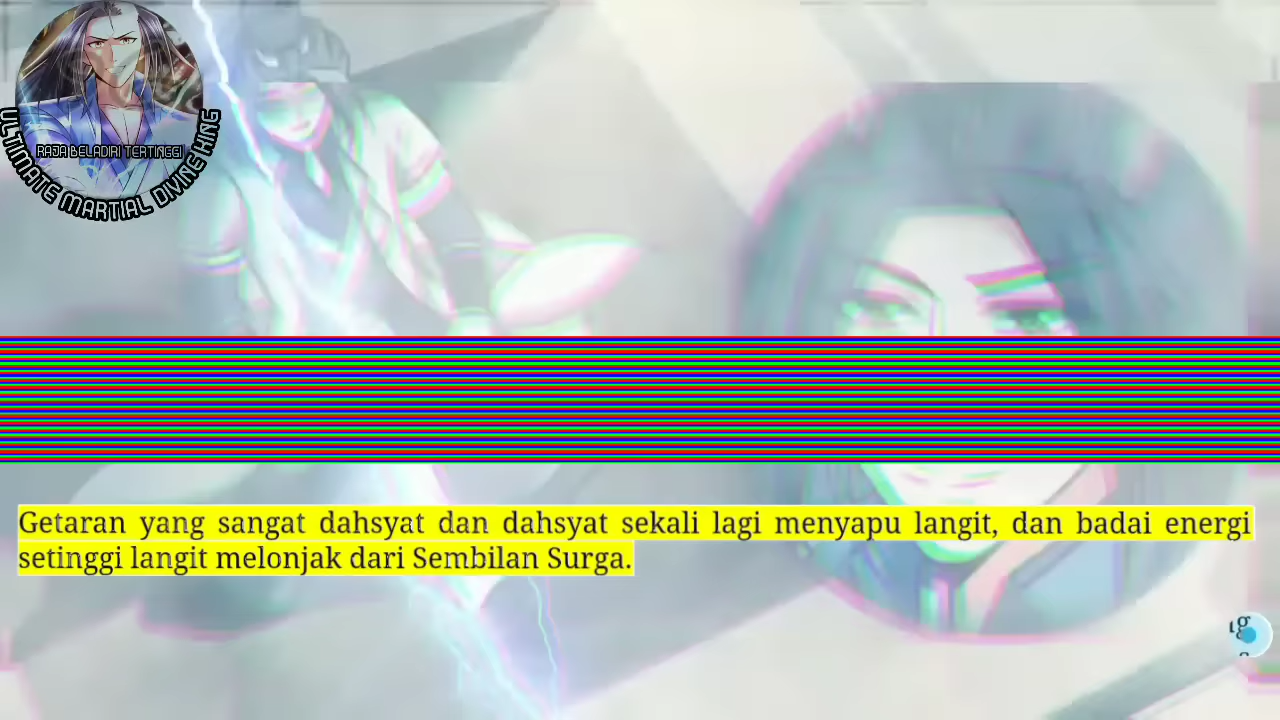 RAJA BELADIRI TERTINGGI
ULTIMATE MARTIAL DIVINE KING
Getaran yang sangat dahsyat dan dahsyat sekali lagi menyapu langit, dan badai energi
setinggi langit melonjak dari Sembilan Surga.